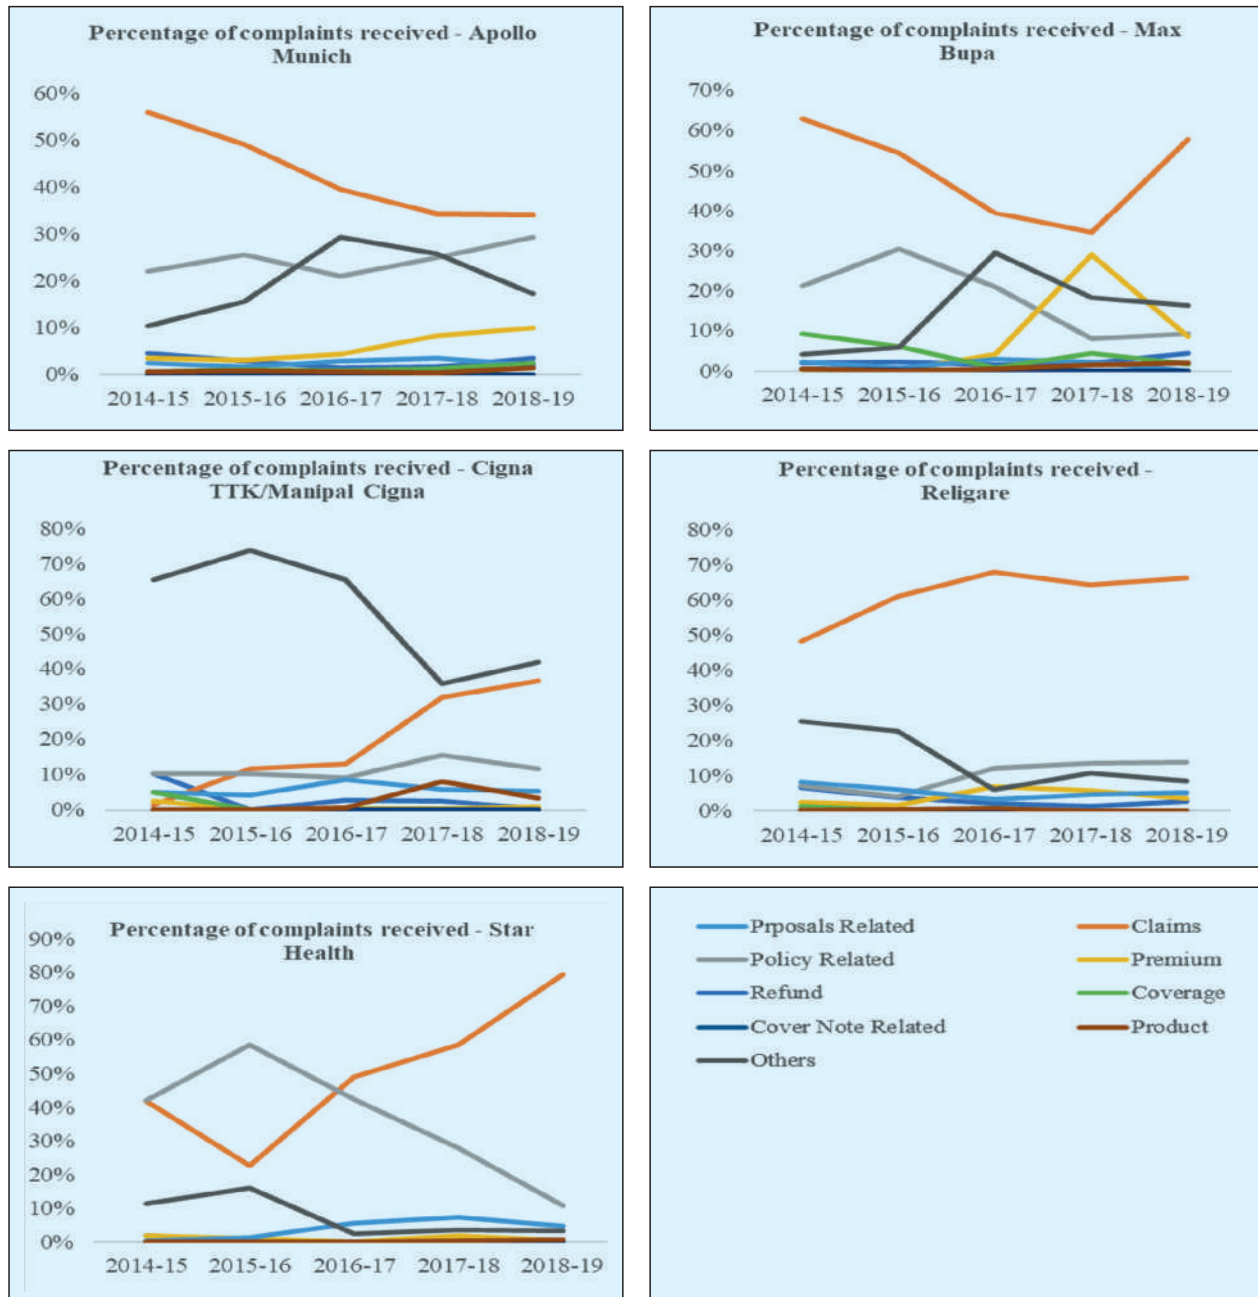 Percentage of complaints received - Apollo
Munich
60%
50%
40%
30%
20%
10%
0%
2014-15 2015-16 2016-17 2017-18 2018-19
Percentage of complaints received - Max
Bupa
70%
60%
50%
40%
30%
20%
10%
0%
2014-15 2015-16 2016-17 2017-18 2018-19
Percentage of complaints recived - Cigna
TTK/Manipal Cigna
80%
70%
60%
50%
40%
30%
20%
10%
0%
2014-15 2015-16 2016-17 2017-18 2018-19
Percentage of complaints received -
Religare
80%
70%
60%
50%
40%
30%
20%
10%
0%
2014-15 2015-16 2016-17 2017-18 2018-19
Percentage of complaints received - Star
Health
90%
80%
70%
60%
50%
40%
30%
20%
10%
0%
2014-15 2015-16 2016-17 2017-18 2018-19
Prposals Related Claims
Policy Related Premium
Refund Coverage
Cover Note Related Product
Others